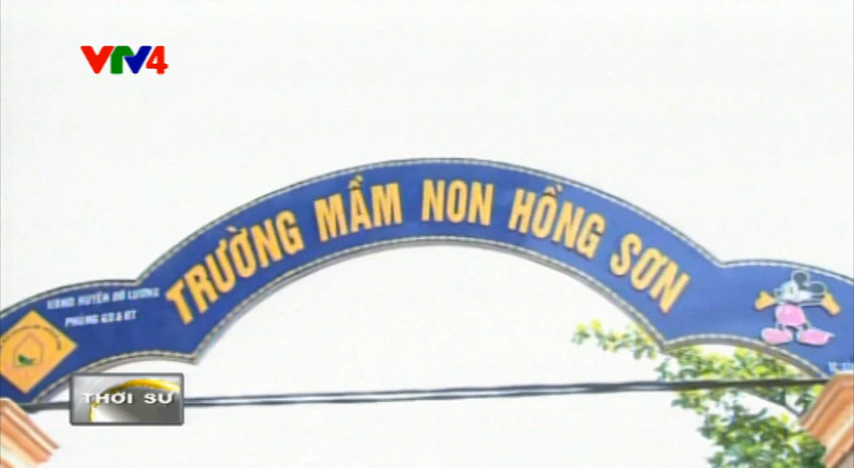 VTV4
TRƯỜNG MẦM NON HỒNG SƠN
UBND HUYỆN ĐÔ LƯƠNG
PHÒNG GD & ĐT
THỜI SỰ